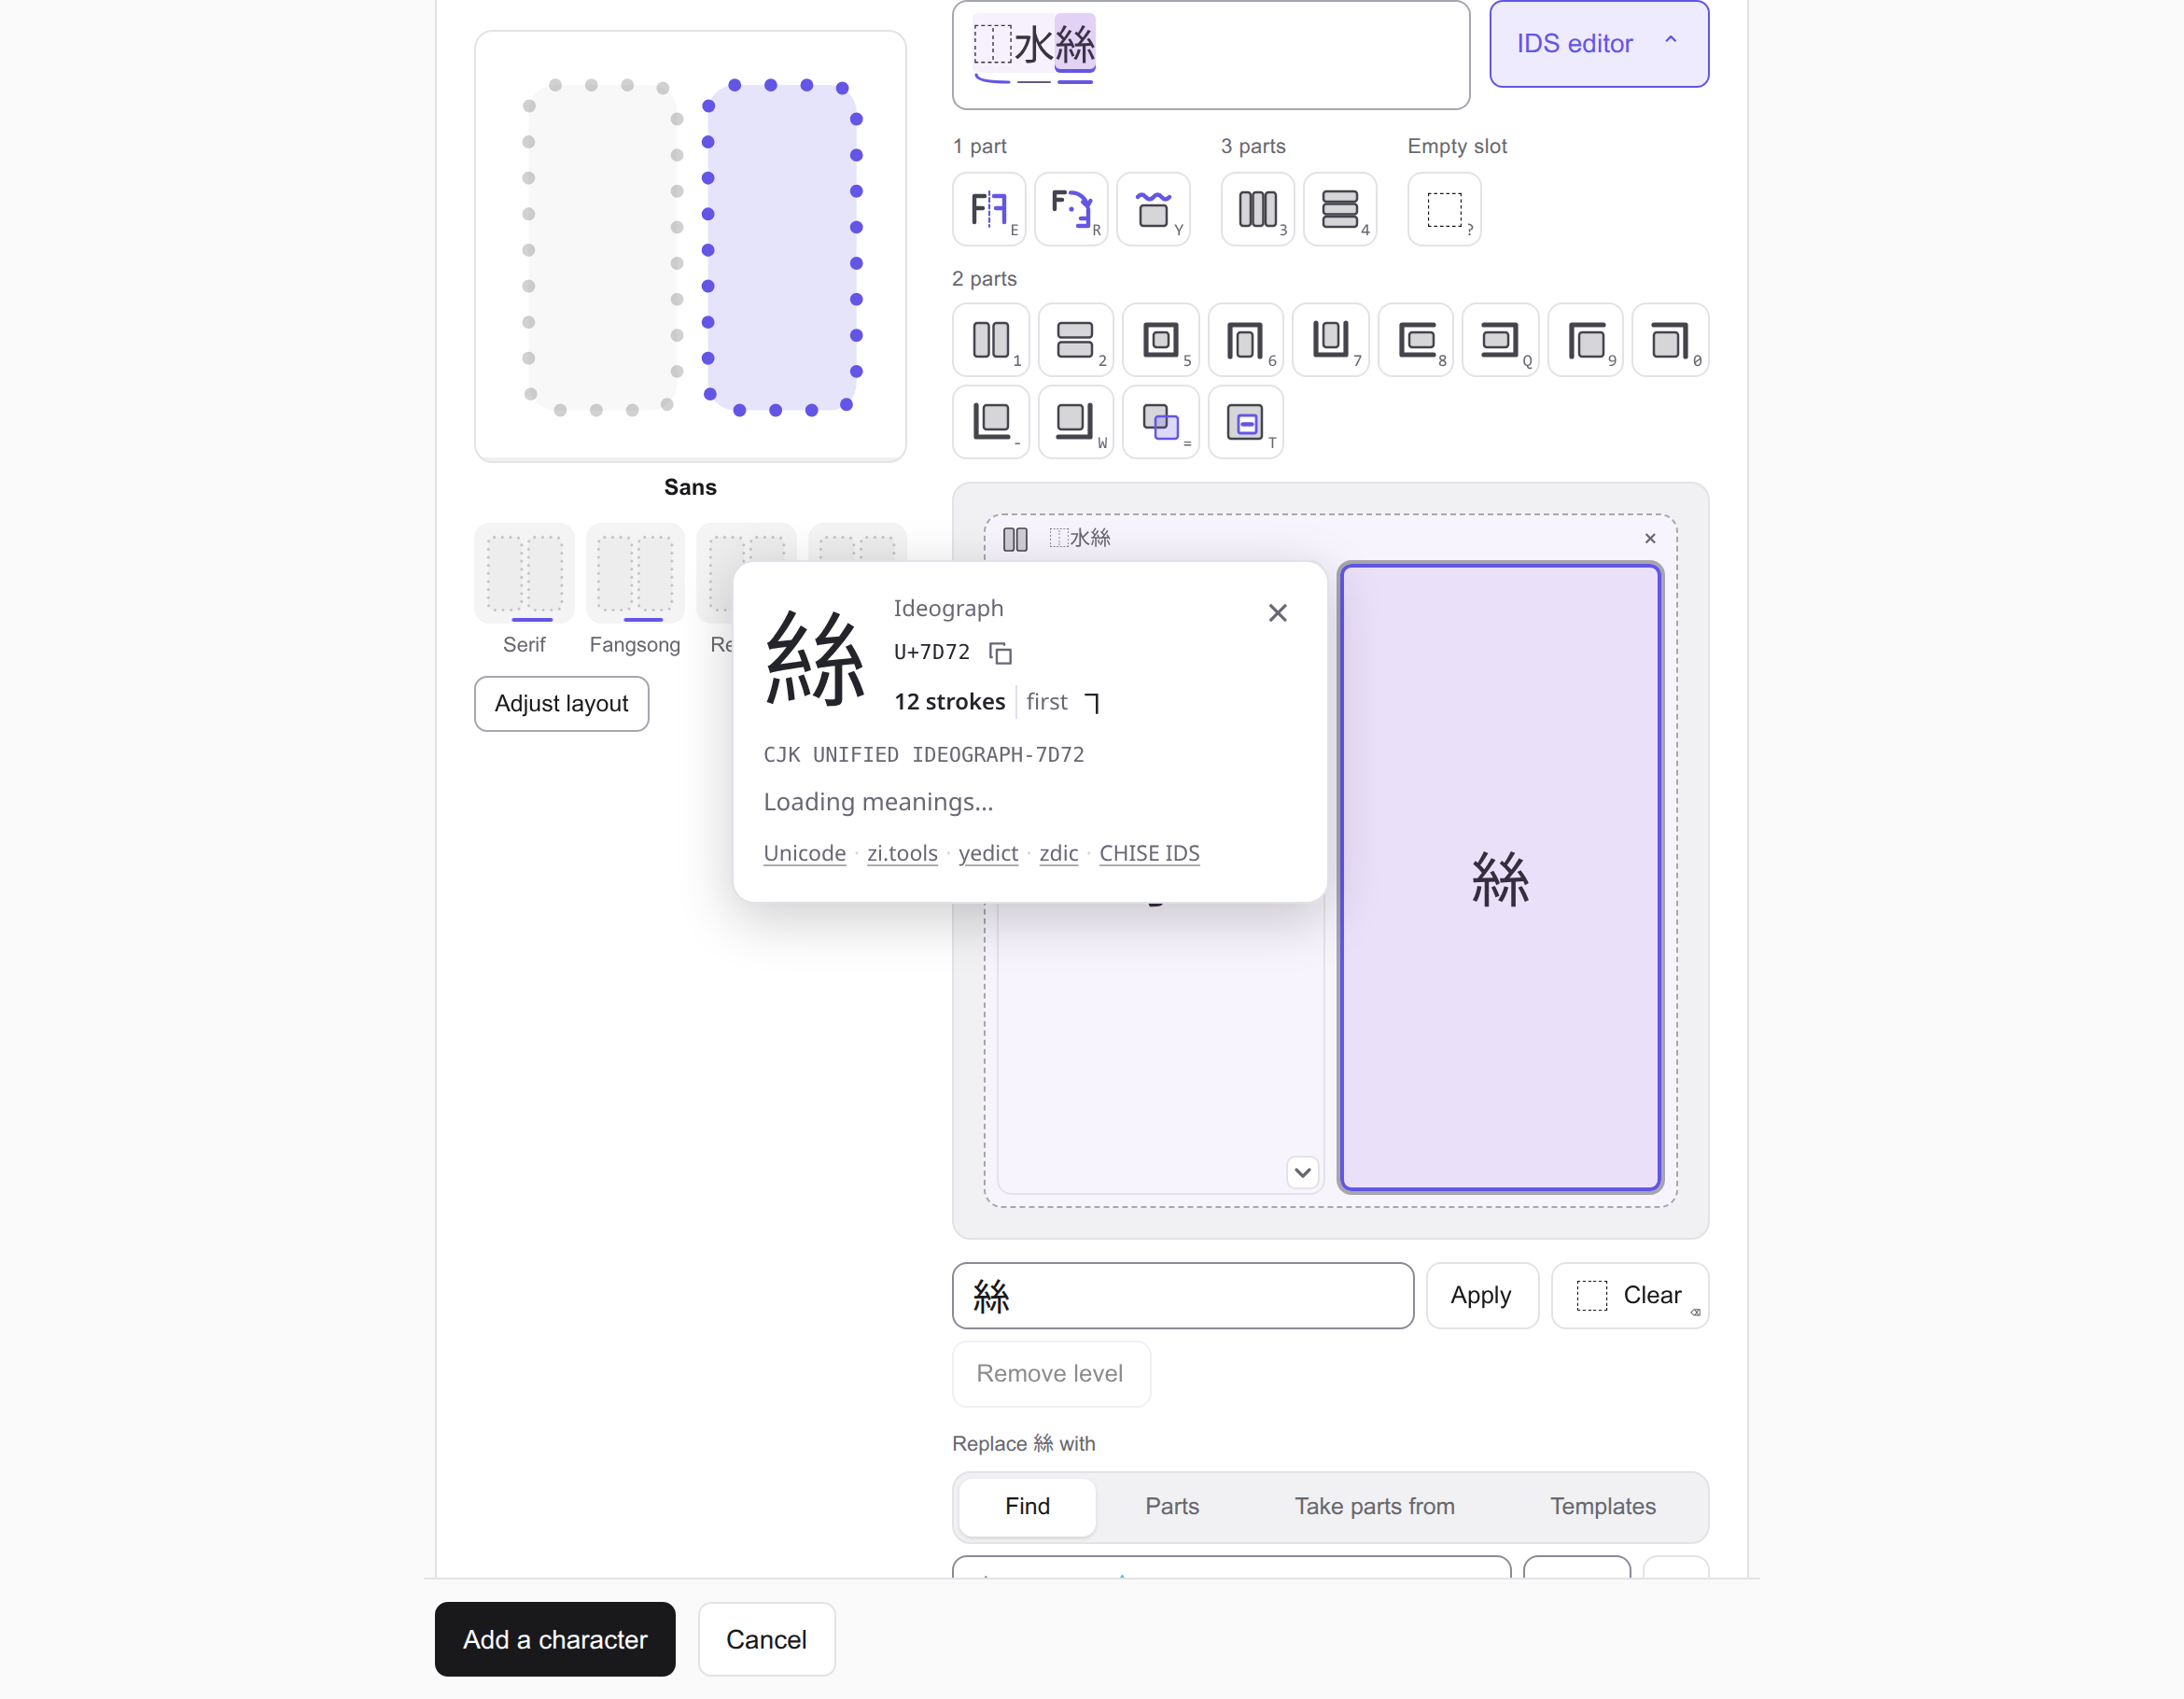 ⿰水絲
IDS editor
1 part
3 parts
Empty slot
E
R
Y
3
4
?
2 parts
1
2
5
6
7
8
Q
9
0
-
W
=
T
Sans
Serif
Fangsong
Re
Adjust layout
⿰水絲
×
絲
Ideograph
U+7D72
12 strokes
first
CJK UNIFIED IDEOGRAPH-7D72
Loading meanings...
Unicode · zi.tools · yedict · zdic · CHISE IDS
絲
絲
Apply
Clear
⌫
Remove level
Replace 絲 with
Find
Parts
Take parts from
Templates
Add a character
Cancel